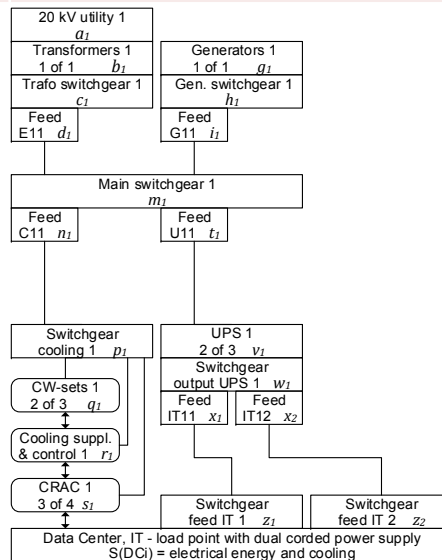 20 kV utility 1
a1
Transformers 1
1 of 1 b1
Trafo switchgear 1
c1
Feed
E11 d1
Generators 1
1 of 1 g1
Gen. switchgear 1
h1
Feed
G11 i1
Main switchgear 1
m1
Feed
C11 n1
Feed
U11 t1
Switchgear
cooling 1 p1
CW-sets 1
2 of 3 q1
Cooling suppl.
& control 1 r1
CRAC 1
3 of 4 s1
UPS 1
2 of 3 v1
Switchgear
output UPS 1 w1
Feed
IT11 x1
Feed
IT12 x2
Switchgear
feed IT 1 z1
Switchgear
feed IT 2 z2
Data Center, IT - load point with dual corded power supply
S(DCi) = electrical energy and cooling